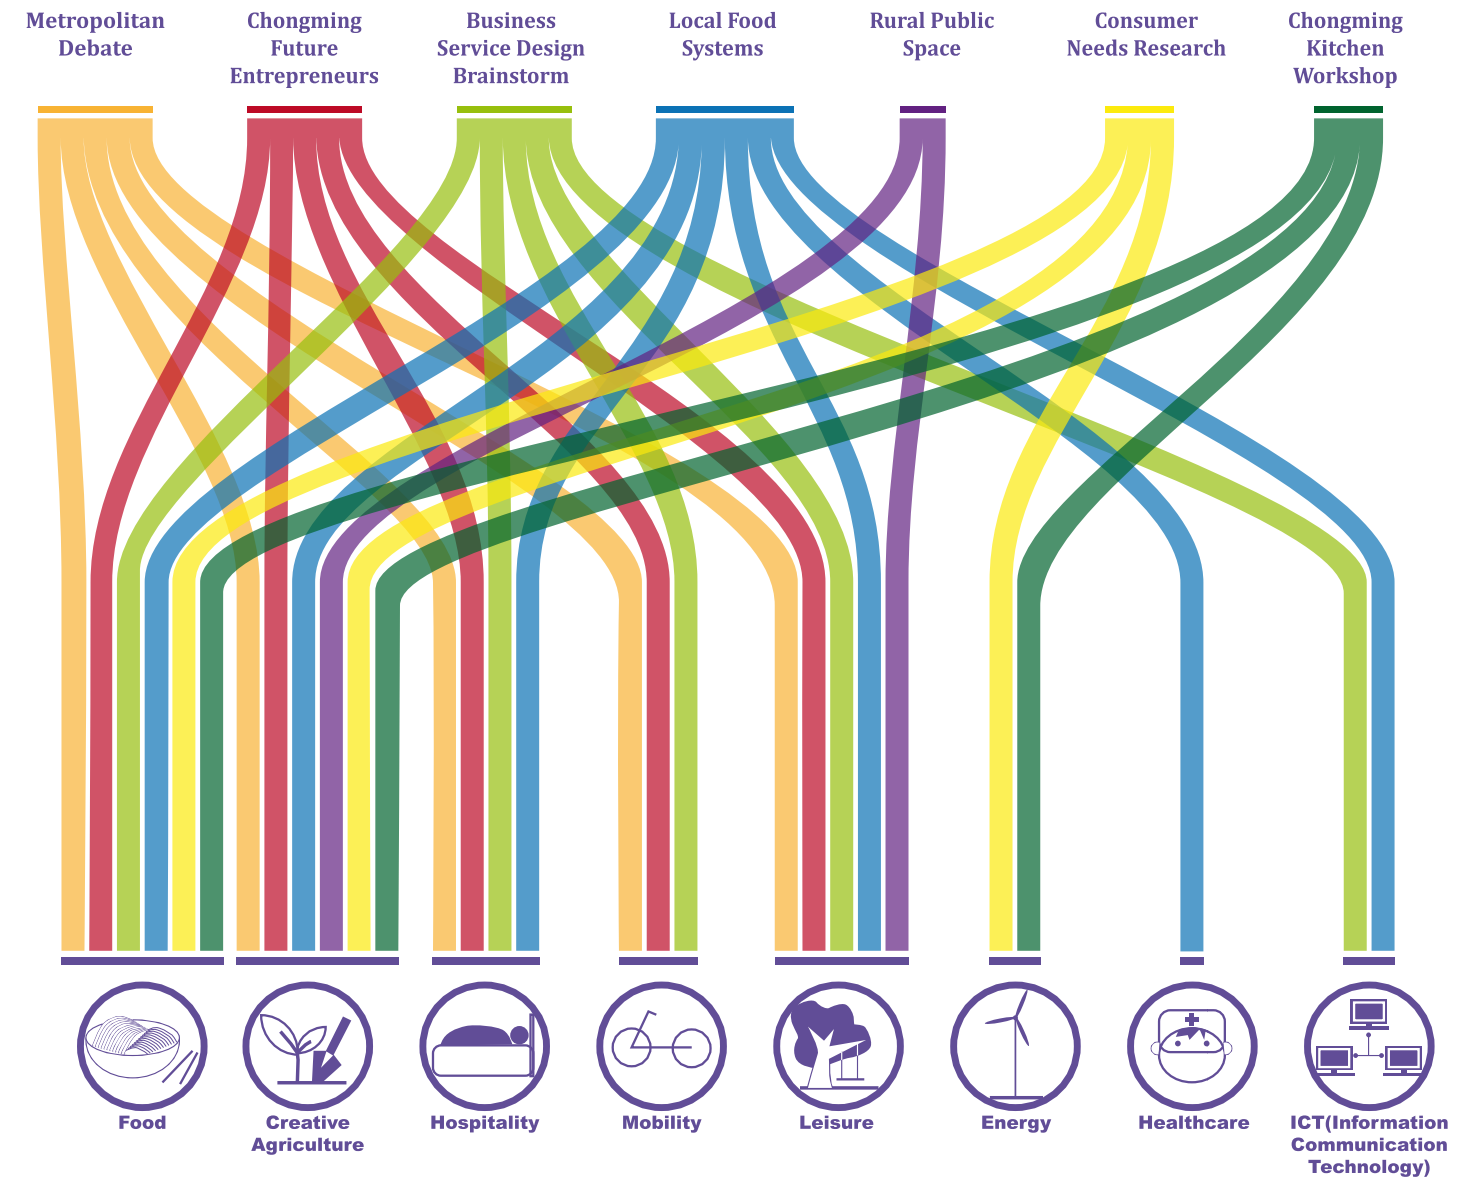 Metropolitan
Debate
Chongming
Future
Entrepreneurs
Business
Service Design
Brainstorm
Local Food
Systems
Rural Public
Space
Consumer
Needs Research
Chongming
Kitchen
Workshop
Food
Creative
Agriculture
Hospitality
Mobility
Leisure
Energy
Healthcare
ICT(Information
Communication
Technology)